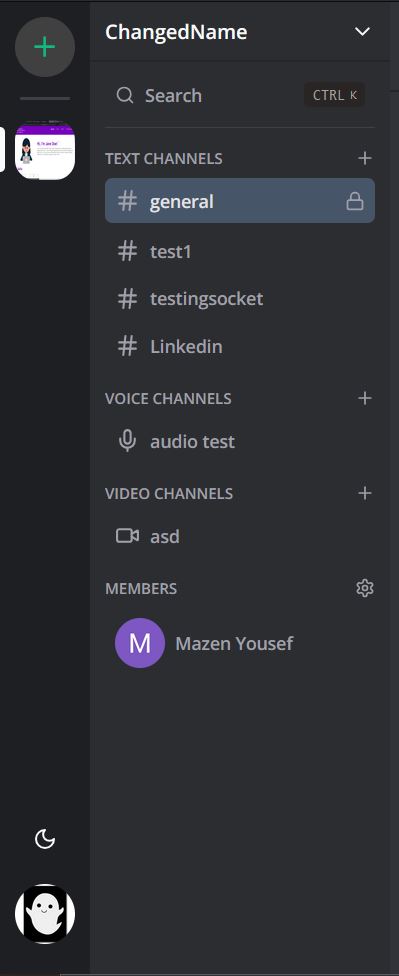 ChangedName
Search
CTRL K
TEXT CHANNELS
general
test1
testingsocket
Linkedin
VOICE CHANNELS
audio test
VIDEO CHANNELS
asd
MEMBERS
M
Mazen Yousef